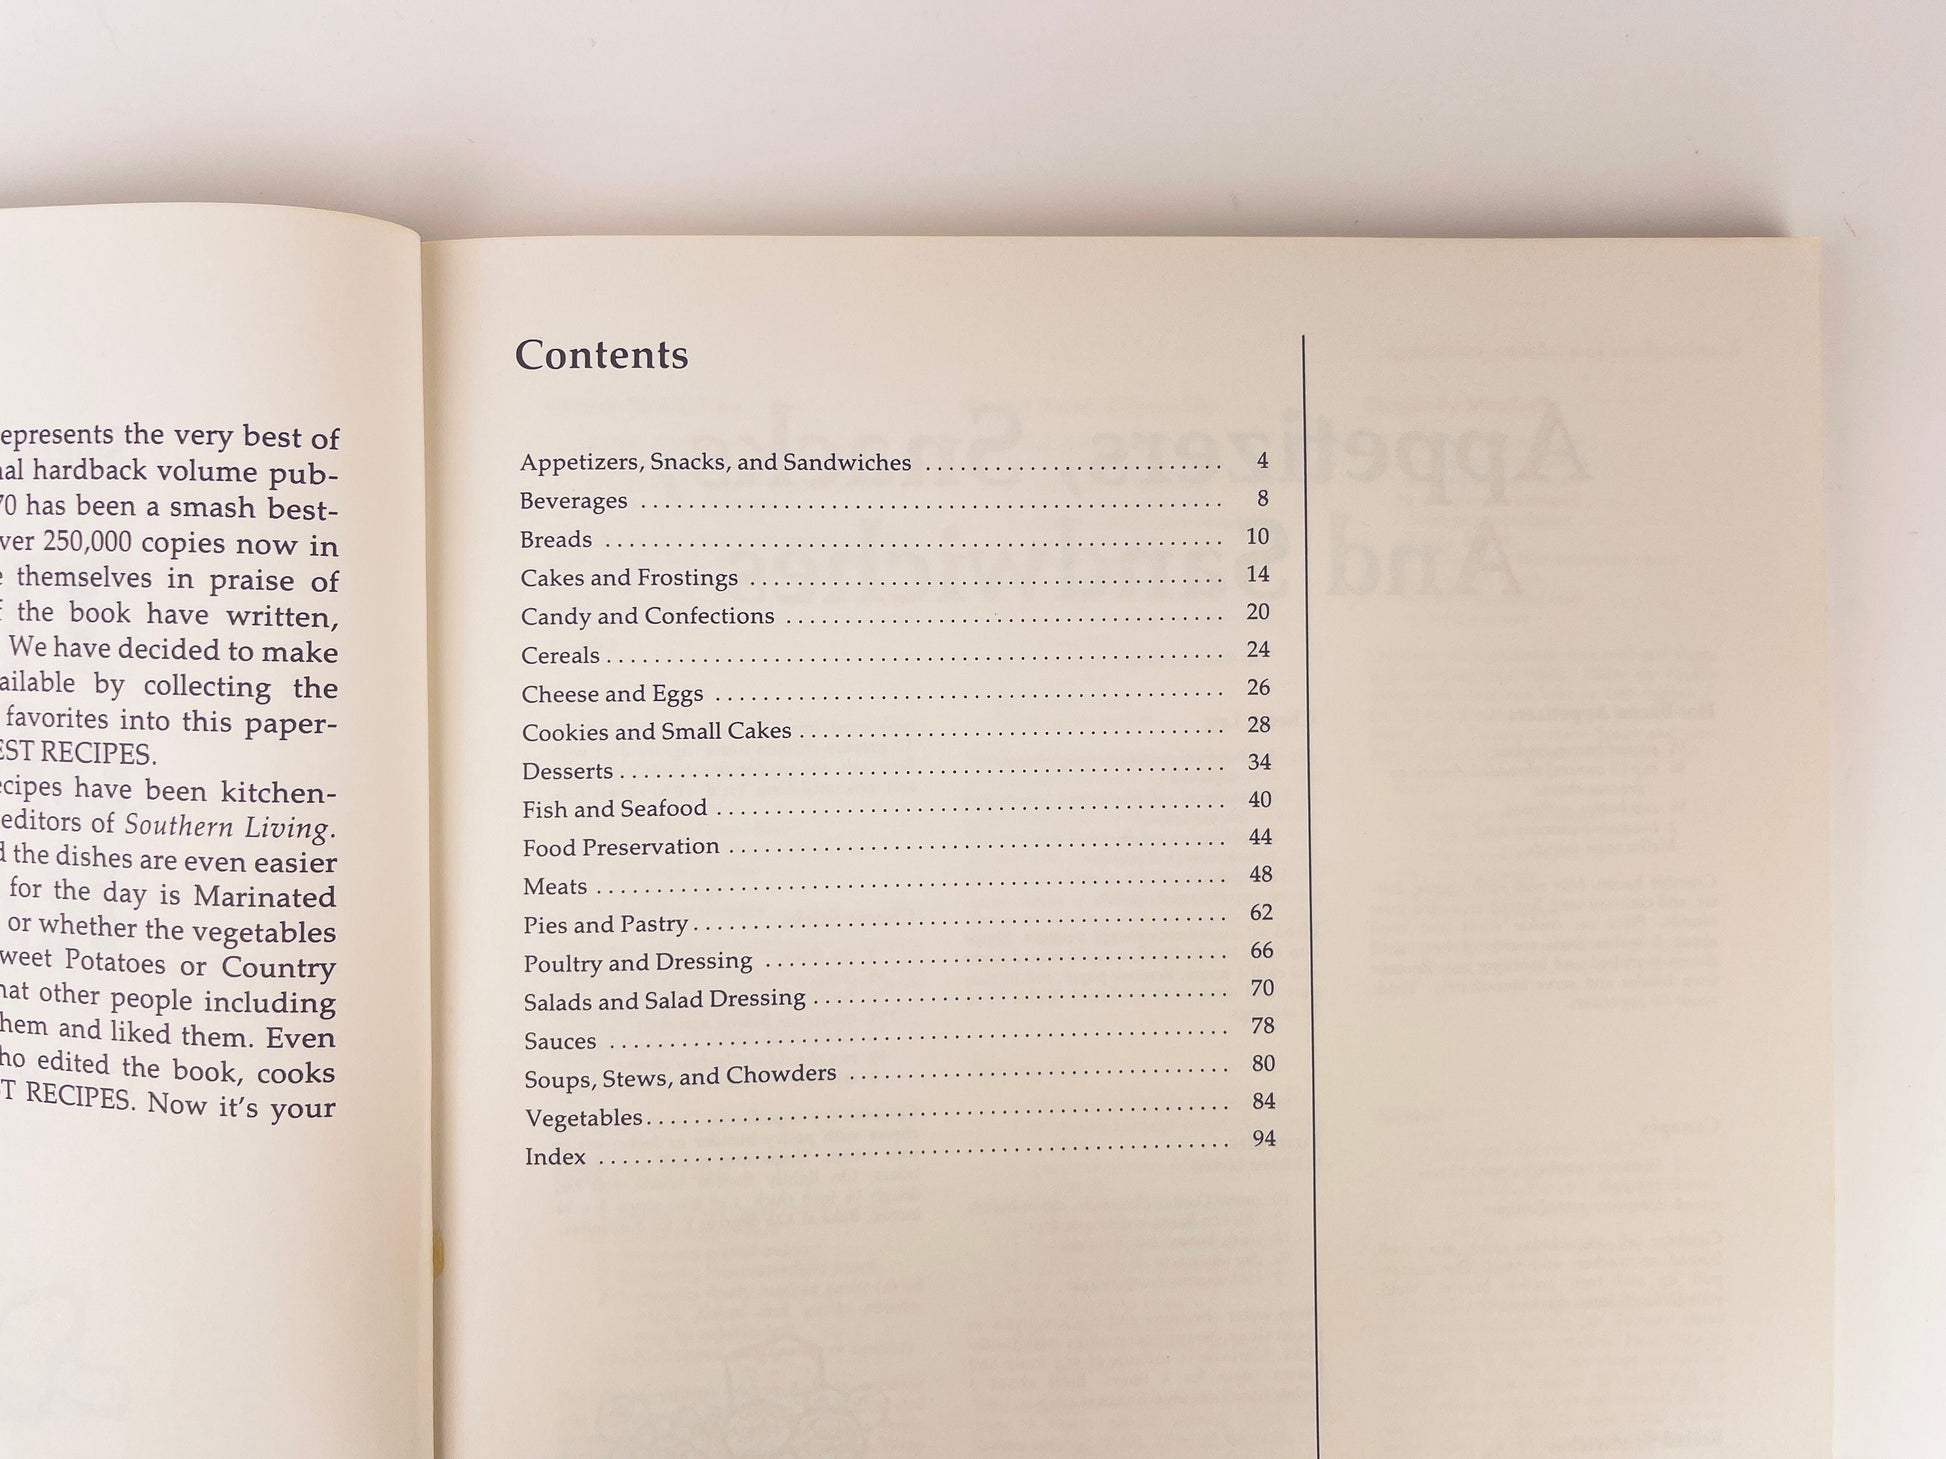 epresents the very best of
al hardback volume pub-
70 has been a smash best-
ver 250,000 copies now in
themselves in praise of
the book have written,
We have decided to make
ailable by collecting the
favorites into this paper-
EST RECIPES.
ecipes have been kitchen-
editors of Southern Living.
d the dishes are even easier
for the day is Marinated
or whether the vegetables
weet Potatoes or Country
hat other people including
hem and liked them. Even
ho edited the book, cooks
T RECIPES. Now it's your
Contents
Appetizers, Snacks, and Sandwiches . . . . . . . . . . 4
Beverages . . . . . . . . . . 8
Breads . . . . . . . . . . 10
Cakes and Frostings . . . . . . . . . . 14
Candy and Confections . . . . . . . . . . 20
Cereals . . . . . . . . . . 24
Cheese and Eggs . . . . . . . . . . 26
Cookies and Small Cakes . . . . . . . . . . 28
Desserts . . . . . . . . . . 34
Fish and Seafood . . . . . . . . . . 40
Food Preservation . . . . . . . . . . 44
Meats . . . . . . . . . . 48
Pies and Pastry . . . . . . . . . . 62
Poultry and Dressing . . . . . . . . . . 66
Salads and Salad Dressing . . . . . . . . . . 70
Sauces . . . . . . . . . . 78
Soups, Stews, and Chowders . . . . . . . . . . 80
Vegetables . . . . . . . . . . 84
Index . . . . . . . . . . 94
Appetizers, Snacks,
And Sandwiches